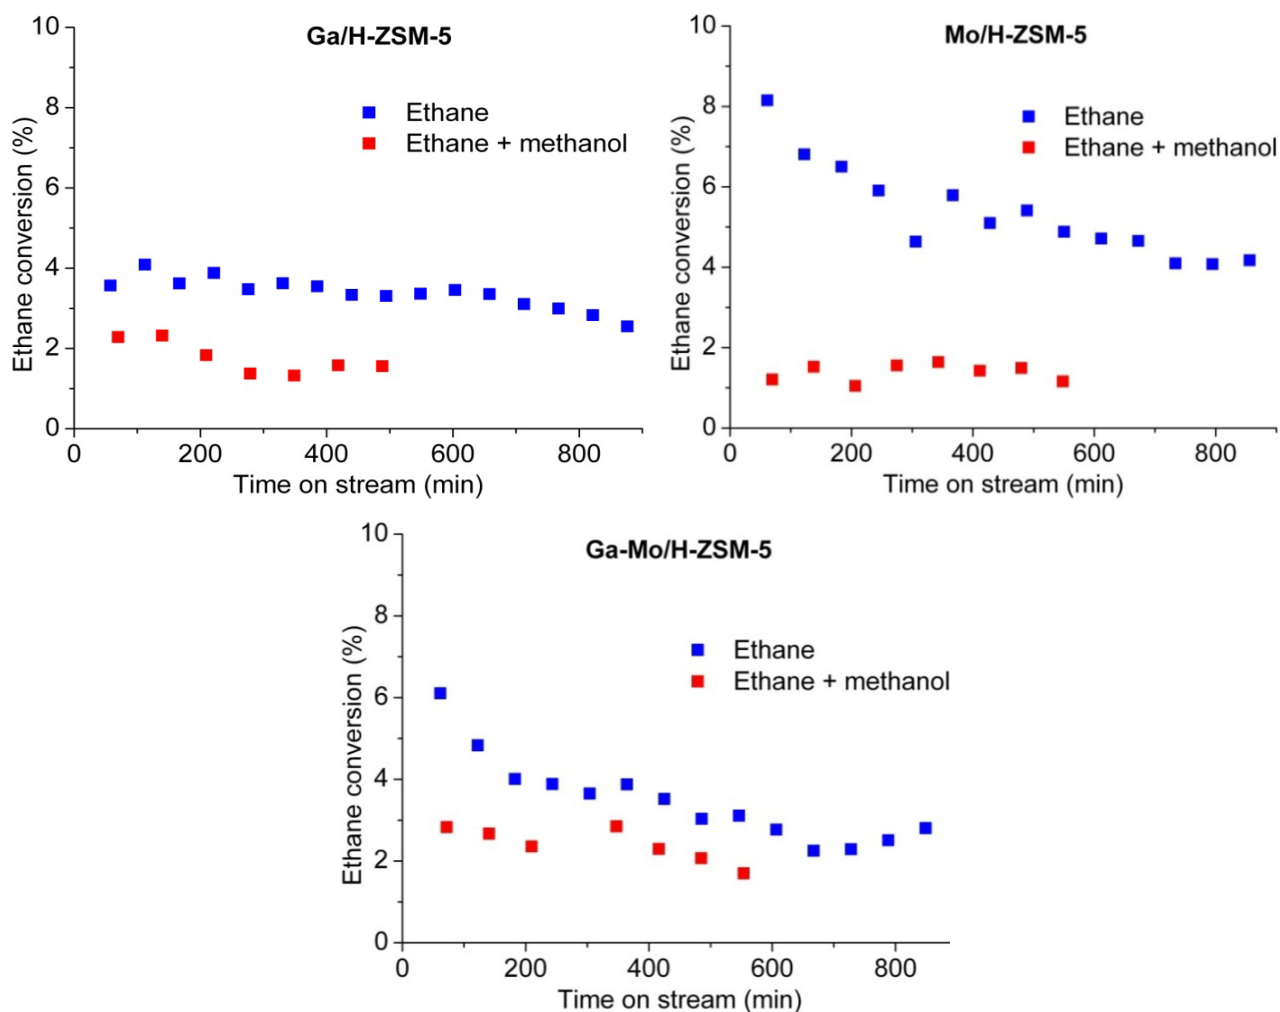 Ga/H-ZSM-5
Ethane
Ethane + methanol
Ethane conversion (%)
10
8
6
4
2
0
0 200 400 600 800
Time on stream (min)
Mo/H-ZSM-5
Ethane
Ethane + methanol
Ethane conversion (%)
10
8
6
4
2
0
0 200 400 600 800
Time on stream (min)
Ga-Mo/H-ZSM-5
Ethane
Ethane + methanol
Ethane conversion (%)
10
8
6
4
2
0
0 200 400 600 800
Time on stream (min)